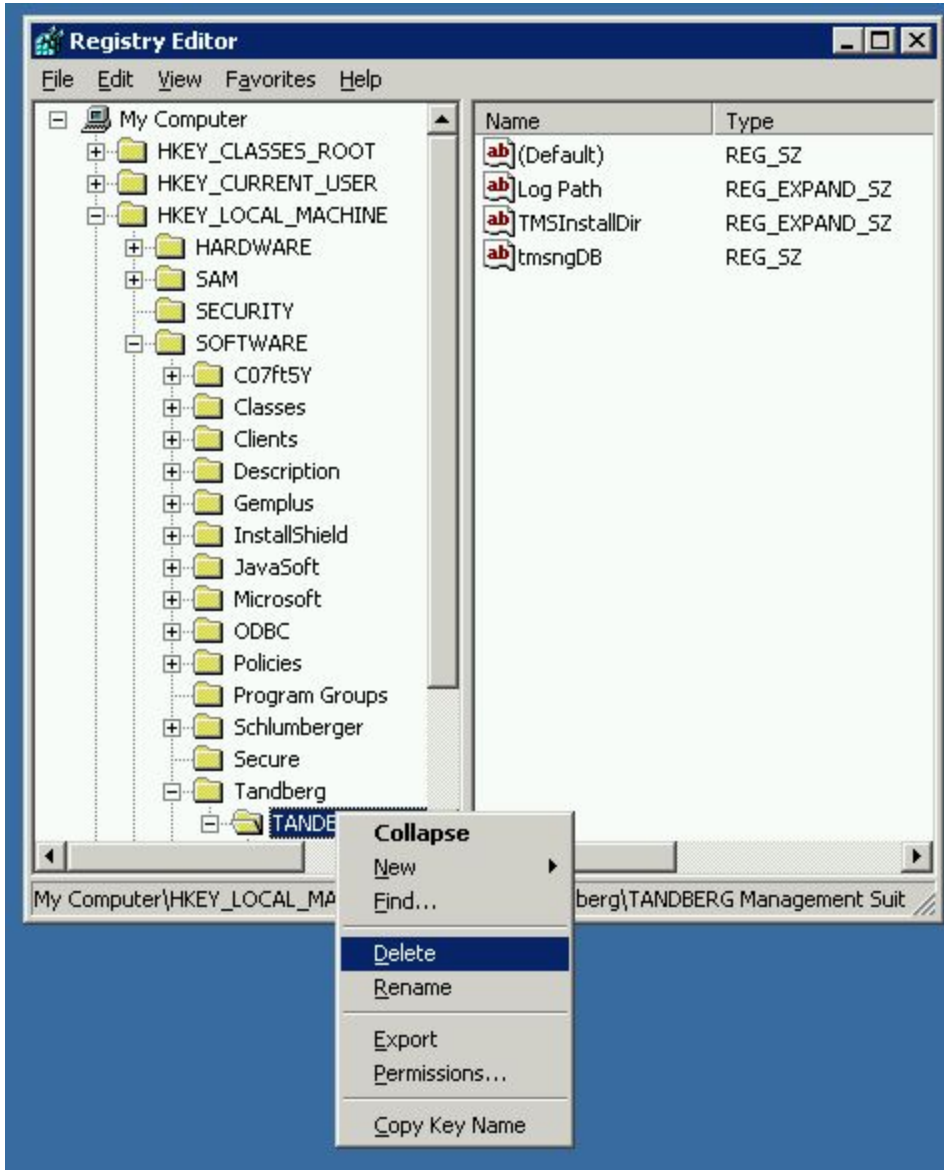 Registry Editor
File Edit View Favorites Help
My Computer
HKEY_CLASSES_ROOT
HKEY_CURRENT_USER
HKEY_LOCAL_MACHINE
HARDWARE
SAM
SECURITY
SOFTWARE
C07ft5Y
Classes
Clients
Description
Gemplus
InstallShield
JavaSoft
Microsoft
ODBC
Policies
Program Groups
Schlumberger
Secure
Tandberg
TANDB
Name Type
(Default) REG_SZ
Log Path REG_EXPAND_SZ
TMSInstallDir REG_EXPAND_SZ
tmsngDB REG_SZ
Collapse
New
Find...
Delete
Rename
Export
Permissions...
Copy Key Name
My Computer\HKEY_LOCAL_MA berg\TANDBERG Management Suit